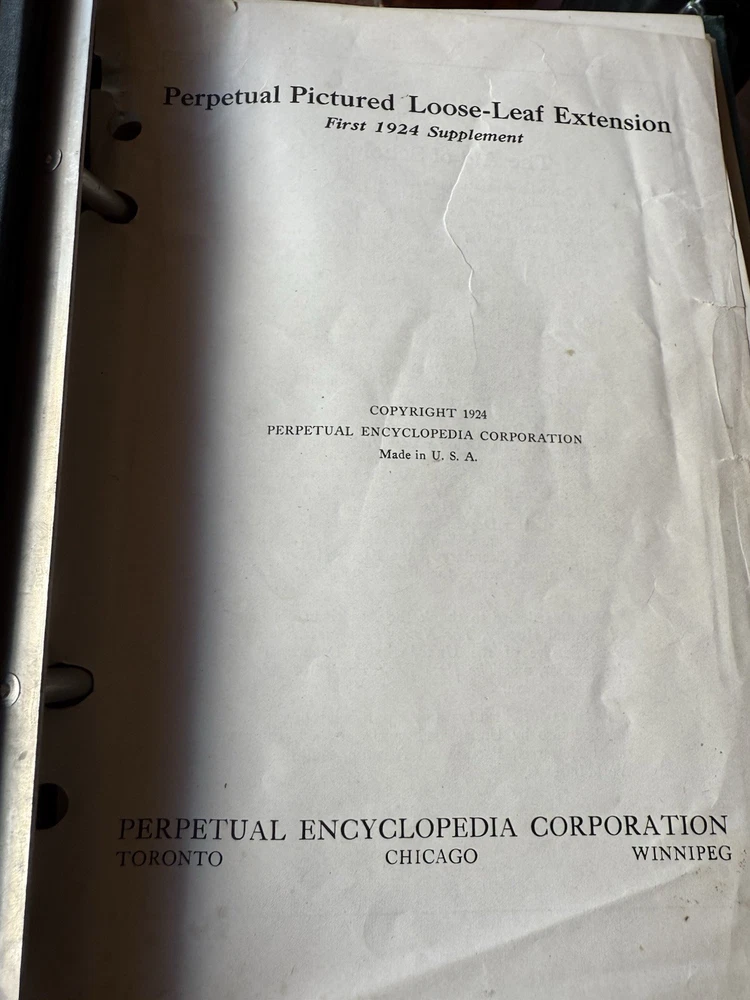 Perpetual Pictured Loose-Leaf Extension
First 1924 Supplement
COPYRIGHT 1924
PERPETUAL ENCYCLOPEDIA CORPORATION
Made in U. S. A.
PERPETUAL ENCYCLOPEDIA CORPORATION
TORONTO CHICAGO WINNIPEG